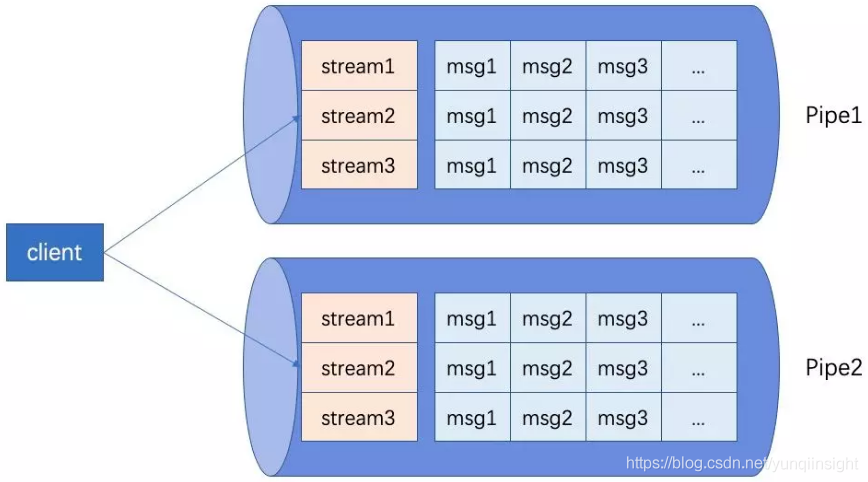 stream1 msg1 msg2 msg3 ...
stream2 msg1 msg2 msg3 ...
stream3 msg1 msg2 msg3 ...
Pipe1
client
stream1 msg1 msg2 msg3 ...
stream2 msg1 msg2 msg3 ...
stream3 msg1 msg2 msg3 ...
Pipe2
https://blog.csdn.net/yunqiinsight